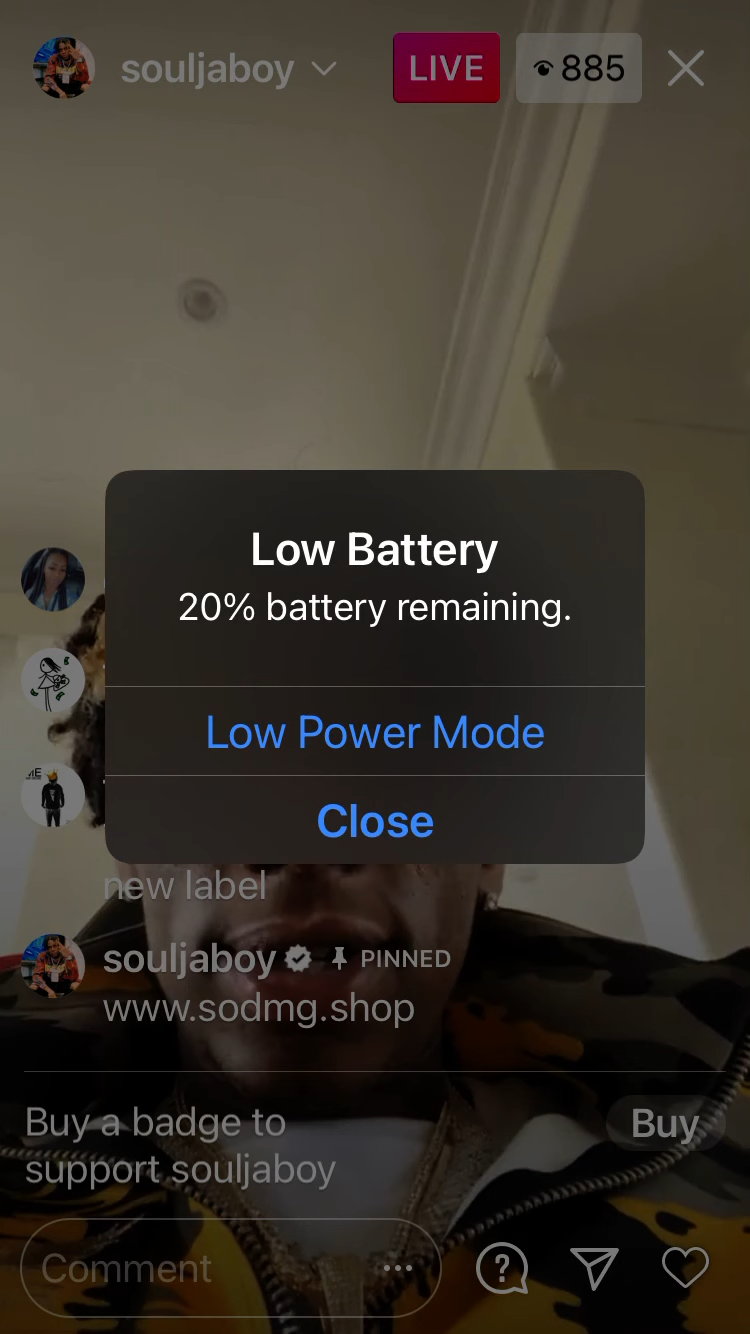 souljaboy
LIVE
885
Low Battery
20% battery remaining.
Low Power Mode
Close
new label
souljaboy PINNED
www.sodmg.shop
Buy a badge to
support souljaboy
Buy
Comment